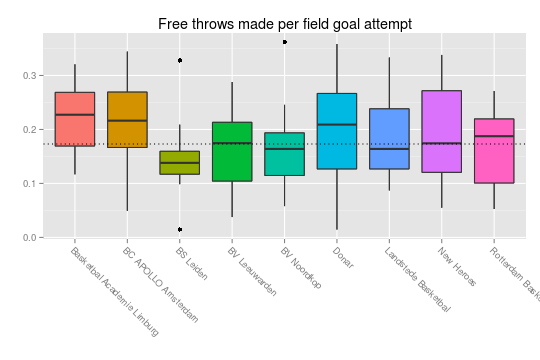 Free throws made per field goal attempt
0.3
0.2
0.1
0.0
Basketbal Academie Limburg
BC APOLLO Amsterdam
BS Leiden
BV Leeuwarden
BV Noordkop
Donar
Landstede Basketbal
New Heroes
Rotterdam